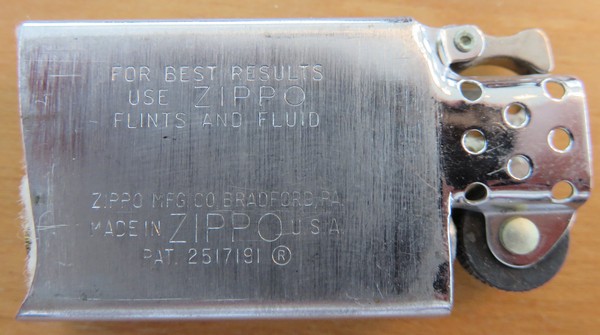 FOR BEST RESULTS
USE ZIPPO
FLINTS AND FLUID
ZIPPO MFG.CO.BRADFORD,PA.
MADE IN ZIPPO U.S.A.
PAT. 2517191 ®